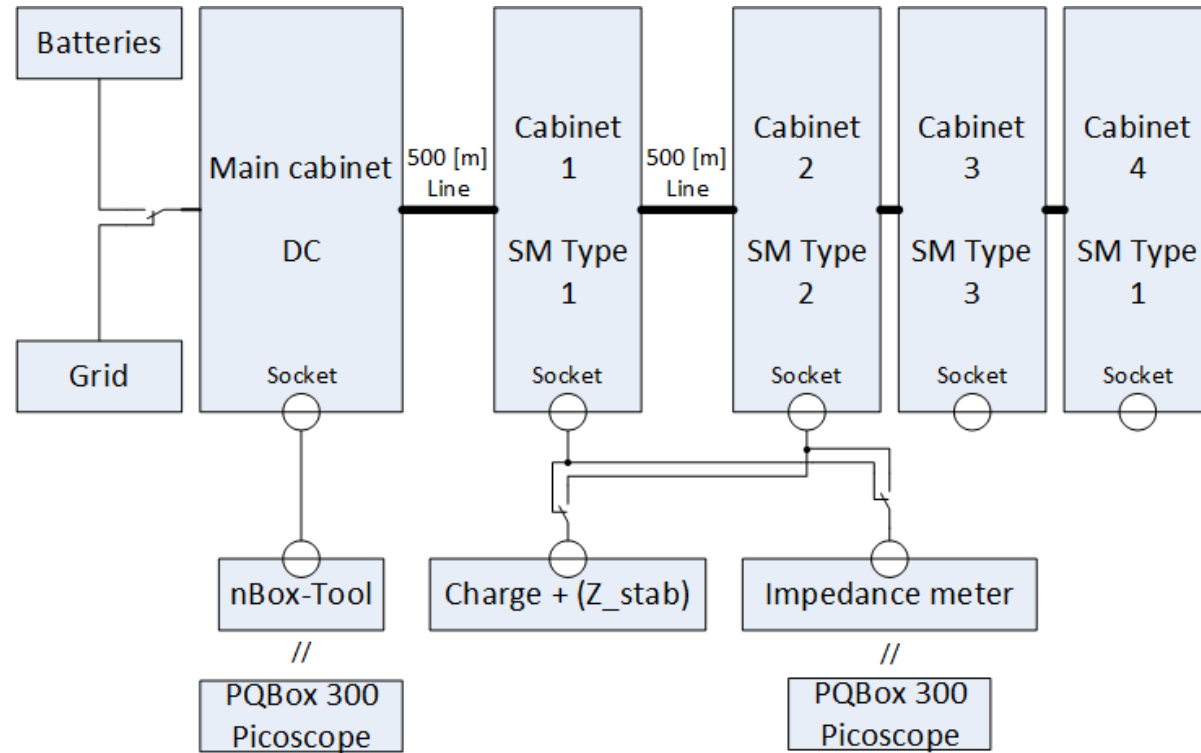 Batteries
Grid
Main cabinet
DC
Socket
500 [m]
Line
Cabinet
1
SM Type
1
Socket
500 [m]
Line
Cabinet
2
SM Type
2
Socket
Cabinet
3
SM Type
3
Socket
Cabinet
4
SM Type
1
Socket
nBox-Tool
//
PQBox 300
Picoscope
Charge + (Z_stab)
Impedance meter
//
PQBox 300
Picoscope